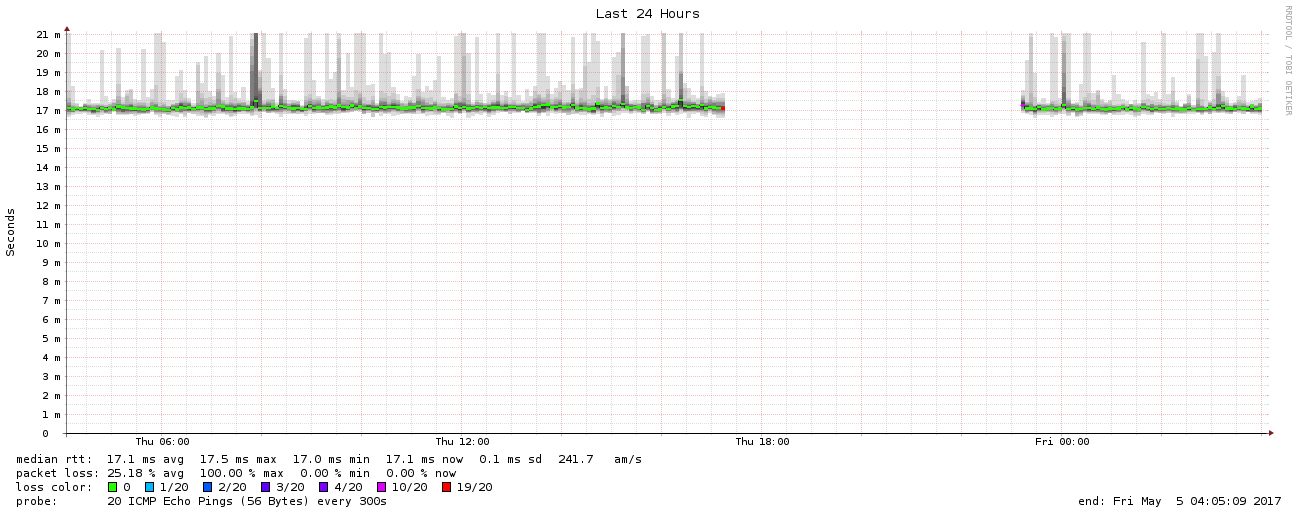 Last 24 Hours
RRDTOOL / TOBI OETIKER
Seconds
21 m
20 m
19 m
18 m
17 m
16 m
15 m
14 m
13 m
12 m
11 m
10 m
9 m
8 m
7 m
6 m
5 m
4 m
3 m
2 m
1 m
0
Thu 06:00 Thu 12:00 Thu 18:00 Fri 00:00
median rtt: 17.1 ms avg 17.5 ms max 17.0 ms min 17.1 ms now 0.1 ms sd 241.7 am/s
packet loss: 25.18 % avg 100.00 % max 0.00 % min 0.00 % now
loss color: 0 1/20 2/20 3/20 4/20 10/20 19/20
probe: 20 ICMP Echo Pings (56 Bytes) every 300s end: Fri May 5 04:05:09 2017